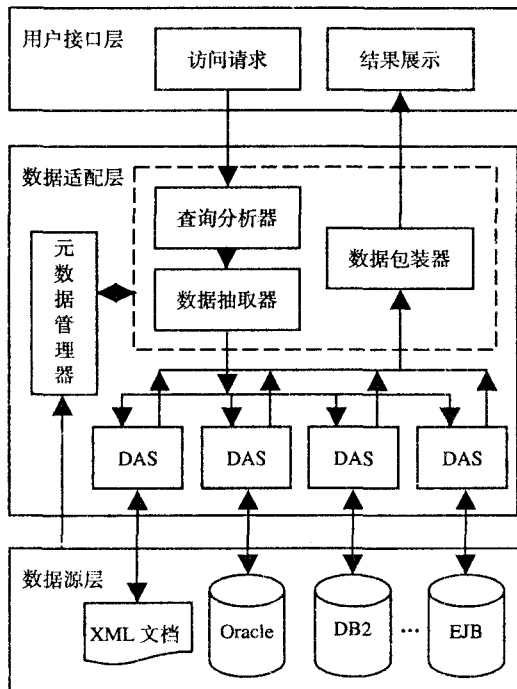 用户接口层
访问请求
结果展示
数据适配层
查询分析器
元数据管理器
数据包装器
数据抽取器
DAS
DAS
DAS
DAS
数据源层
XML 文档
Oracle
DB2
…
EJB